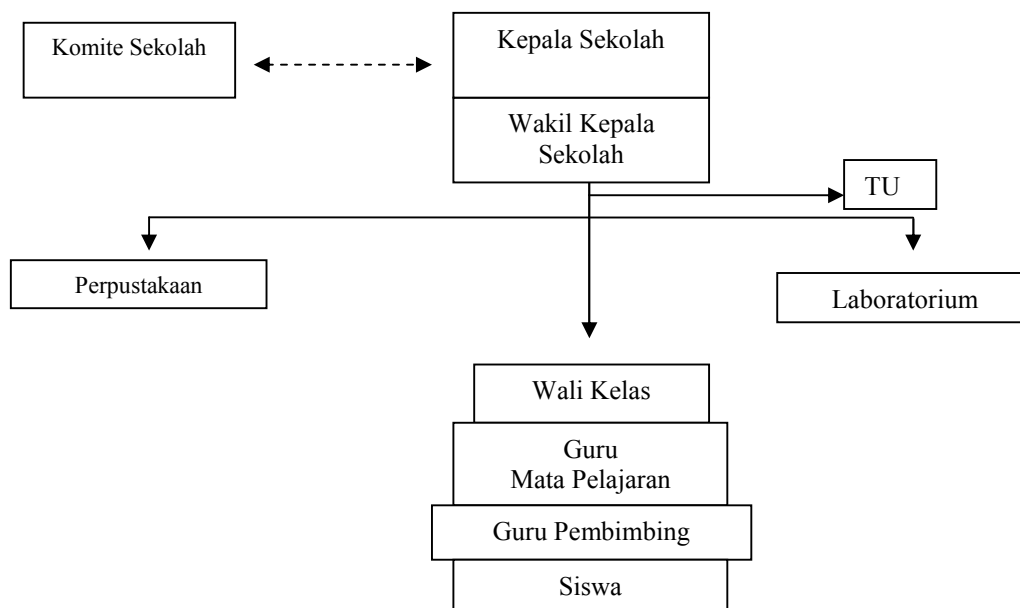 Komite Sekolah
Kepala Sekolah
Wakil Kepala
Sekolah
TU
Perpustakaan
Laboratorium
Wali Kelas
Guru
Mata Pelajaran
Guru Pembimbing
Siswa